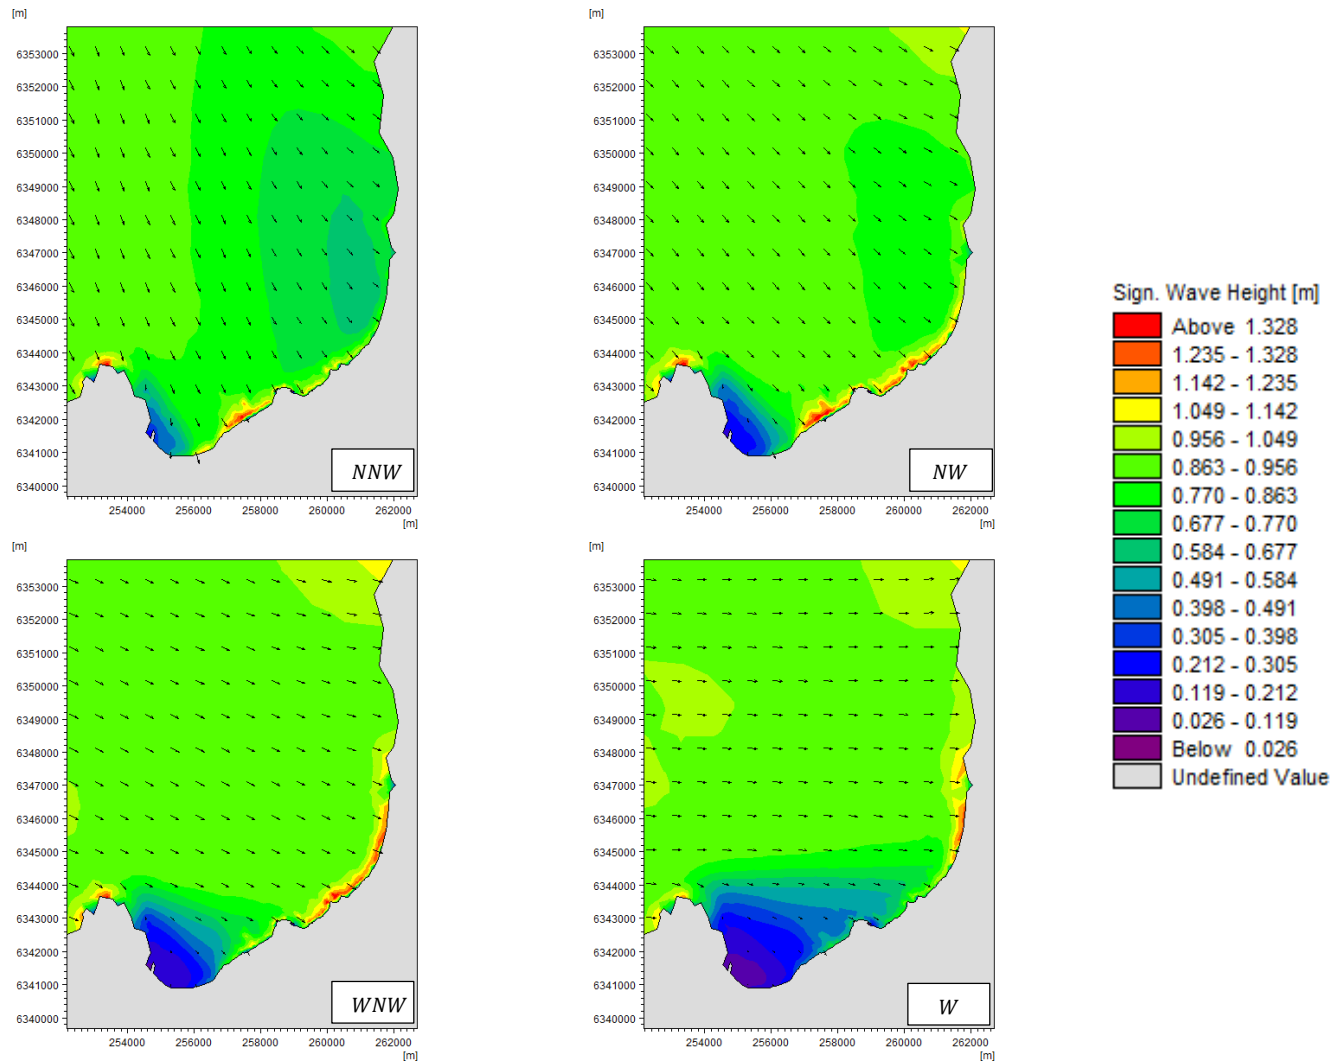 [m]
[m]
6353000
6352000
6351000
6350000
6349000
6348000
6347000
6346000
6345000
6344000
6343000
6342000
6341000
6340000
NNW
254000 256000 258000 260000 262000
[m]
6353000
6352000
6351000
6350000
6349000
6348000
6347000
6346000
6345000
6344000
6343000
6342000
6341000
6340000
NW
254000 256000 258000 260000 262000
[m]
Sign. Wave Height [m]
Above 1.328
1.235 - 1.328
1.142 - 1.235
1.049 - 1.142
0.956 - 1.049
0.863 - 0.956
0.770 - 0.863
0.677 - 0.770
0.584 - 0.677
0.491 - 0.584
0.398 - 0.491
0.305 - 0.398
0.212 - 0.305
0.119 - 0.212
0.026 - 0.119
Below 0.026
Undefined Value
[m]
6353000
6352000
6351000
6350000
6349000
6348000
6347000
6346000
6345000
6344000
6343000
6342000
6341000
6340000
WNW
254000 256000 258000 260000 262000
[m]
[m]
6353000
6352000
6351000
6350000
6349000
6348000
6347000
6346000
6345000
6344000
6343000
6342000
6341000
6340000
W
254000 256000 258000 260000 262000
[m]